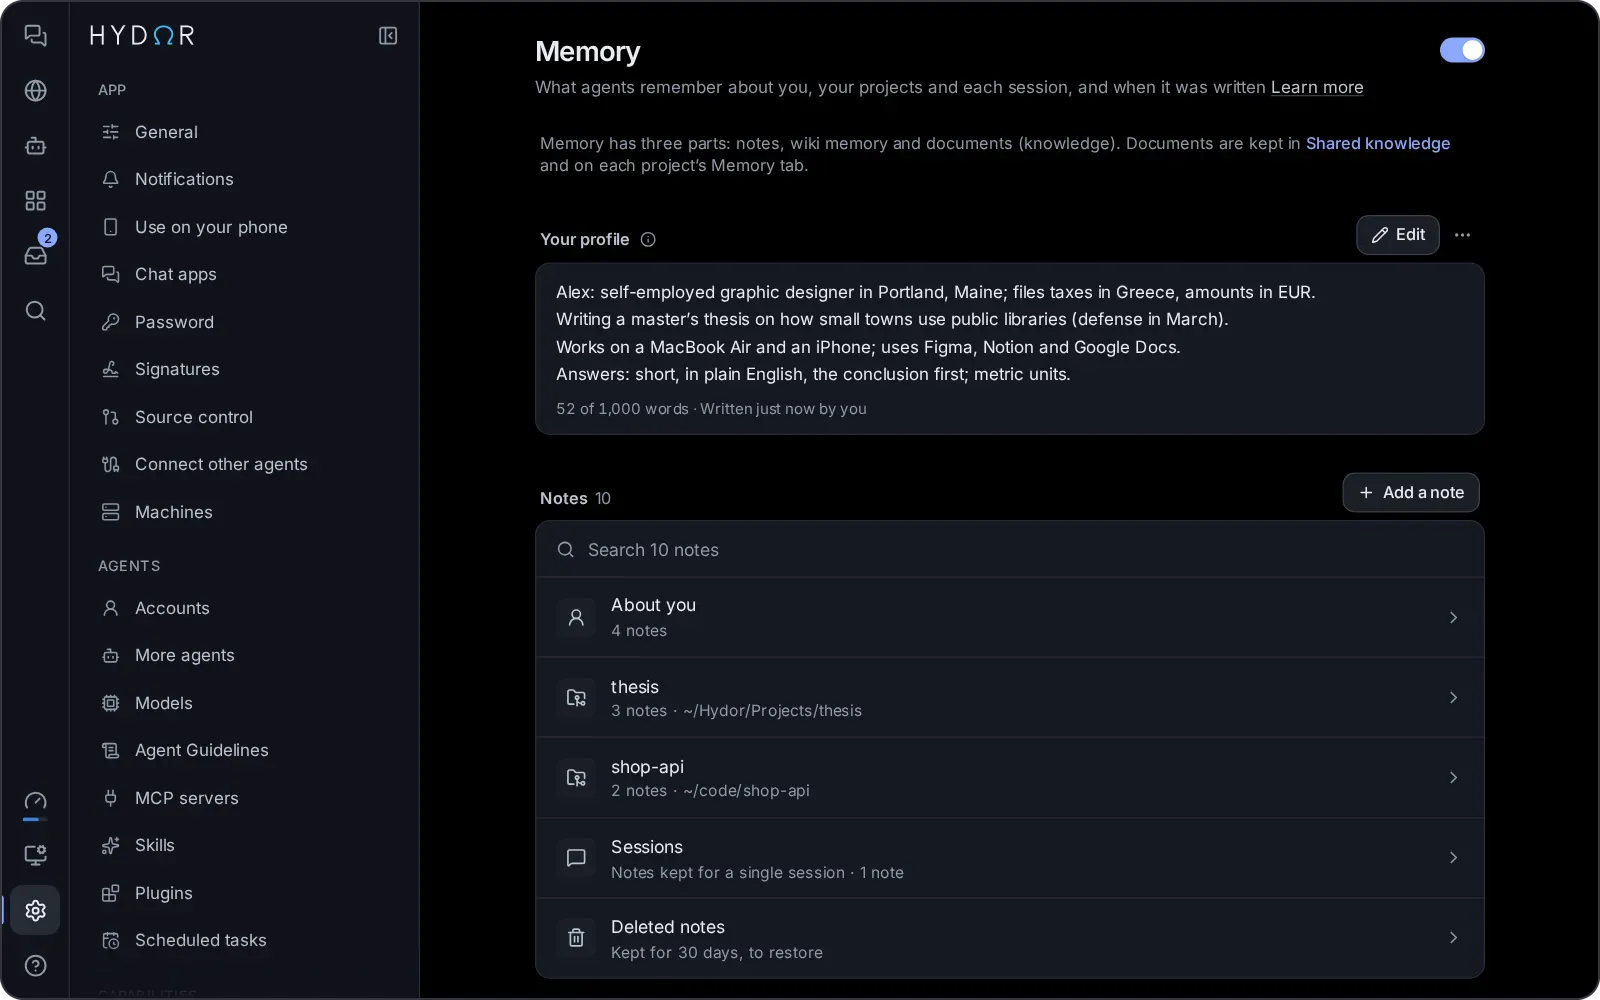 HYDΩR
APP
General
Notifications
Use on your phone
Chat apps
Password
Signatures
Source control
Connect other agents
Machines
AGENTS
Accounts
More agents
Models
Agent Guidelines
MCP servers
Skills
Plugins
Scheduled tasks
CAPABILITIES
2
Memory
What agents remember about you, your projects and each session, and when it was written Learn more
Memory has three parts: notes, wiki memory and documents (knowledge). Documents are kept in Shared knowledge
and on each project’s Memory tab.
Your profile
Edit
Alex: self-employed graphic designer in Portland, Maine; files taxes in Greece, amounts in EUR.
Writing a master’s thesis on how small towns use public libraries (defense in March).
Works on a MacBook Air and an iPhone; uses Figma, Notion and Google Docs.
Answers: short, in plain English, the conclusion first; metric units.
52 of 1,000 words · Written just now by you
Notes 10
Add a note
Search 10 notes
About you
4 notes
thesis
3 notes · ~/Hydor/Projects/thesis
shop-api
2 notes · ~/code/shop-api
Sessions
Notes kept for a single session · 1 note
Deleted notes
Kept for 30 days, to restore